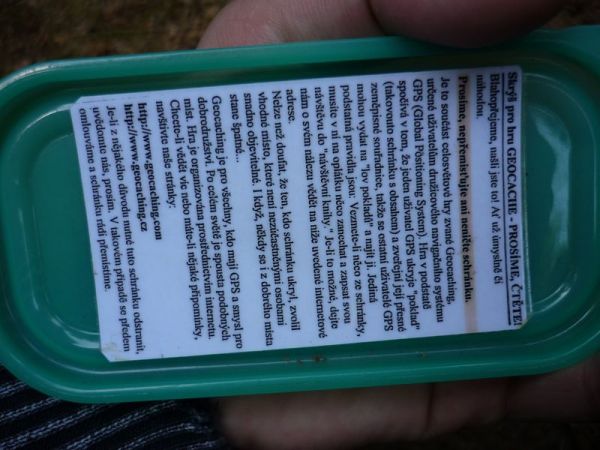 Skrýš pro hru GEOCACHE - PROSÍME, ČTĚTE!
Blahopřejeme, našli jste to! Ať už úmyslně či
náhodou.
Prosíme, nepřemisťujte ani neničte schránku.
Je to součást celosvětové hry zvané Geocaching,
určené uživatelům družicového navigačního systému
GPS (Global Positioning System). Hra v podstatě
spočívá v tom, že jeden uživatel GPS ukryje "poklad"
(takovouto schránku s obsahem) a zveřejní její přesné
zeměpisné souřadnice, takže se ostatní uživatelé GPS
mohou vydat na "lov pokladů" a najít ji. Jediná
podstatná pravidla jsou: Vezmete-li něco ze schránky,
musíte v ní na oplátku něco zanechat a zapsat svou
návštěvu do "návštěvní knihy." Je-li to možné, dejte
nám o svém nálezu vědět na níže uvedené internetové
adrese.
Nelze než doufat, že ten, kdo schránku ukryl, zvolil
vhodné místo, které není nezúčastněnými osobami
snadno objevitelné. I když, někdy se i z dobrého místa
stane špatné...
Geocaching je pro všechny, kdo mají GPS a smysl pro
dobrodružství. Po celém světě je spousta podobných
míst. Hra je organizována prostřednictvím internetu.
Chcete-li vědět víc nebo máte-li nějaké připomínky,
navštivte naše stránky:
http://www.geocaching.com
http://www.geocaching.cz
Je-li z nějakého důvodu nutné tuto schránku odstranit,
uvědomte nás, prosím. V takovém případě se předem
omlouváme a schránku rádi přemístíme.